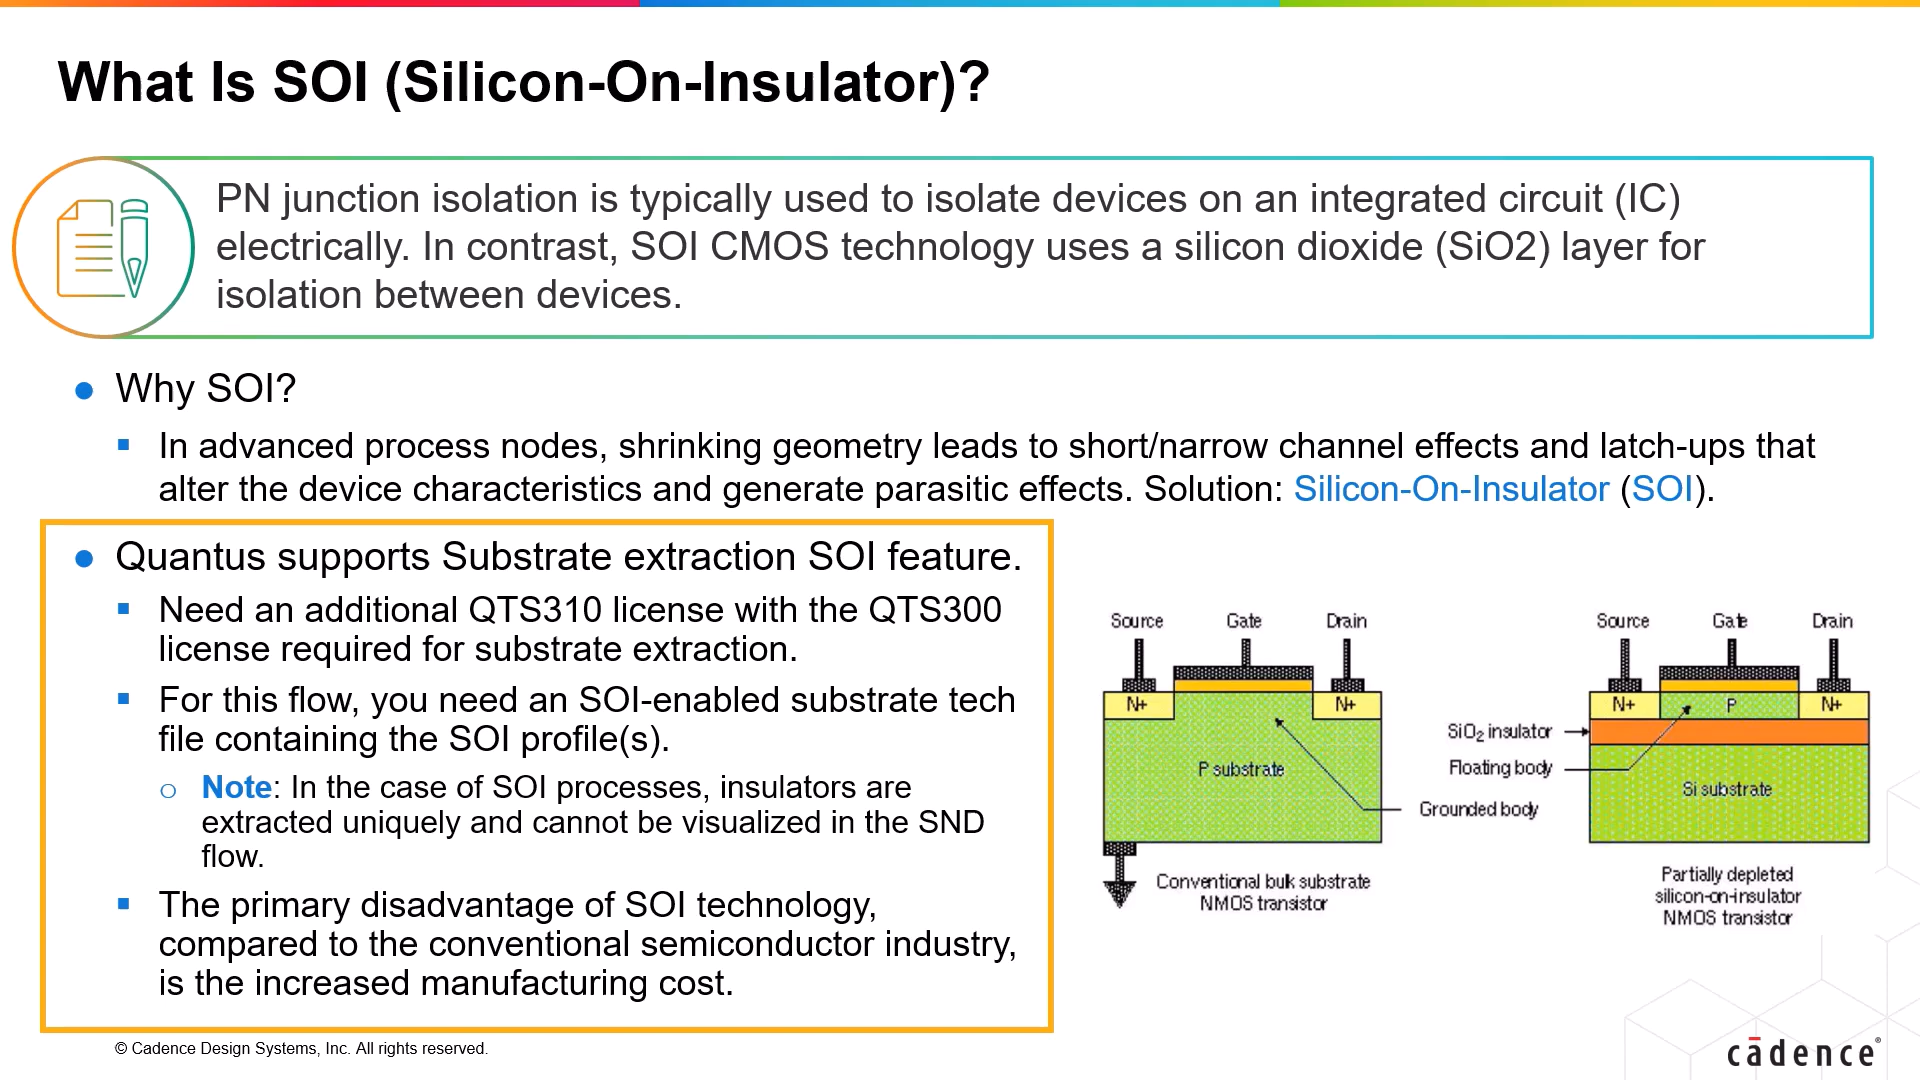 What Is SOI (Silicon-On-Insulator)?
PN junction isolation is typically used to isolate devices on an integrated circuit (IC)
electrically. In contrast, SOI CMOS technology uses a silicon dioxide (SiO2) layer for
isolation between devices.
● Why SOI?
▪ In advanced process nodes, shrinking geometry leads to short/narrow channel effects and latch-ups that
alter the device characteristics and generate parasitic effects. Solution: Silicon-On-Insulator (SOI).
● Quantus supports Substrate extraction SOI feature.
▪ Need an additional QTS310 license with the QTS300
license required for substrate extraction.
▪ For this flow, you need an SOI-enabled substrate tech
file containing the SOI profile(s).
o Note: In the case of SOI processes, insulators are
extracted uniquely and cannot be visualized in the SND
flow.
▪ The primary disadvantage of SOI technology,
compared to the conventional semiconductor industry,
is the increased manufacturing cost.
Source Gate Drain
N+ N+
P substrate
Grounded body
Conventional bulk substrate
NMOS transistor
Source Gate Drain
N+ P N+
SiO₂ insulator
Floating body
Si substrate
Partially depleted
silicon-on-insulator
NMOS transistor
© Cadence Design Systems, Inc. All rights reserved.
cādence®